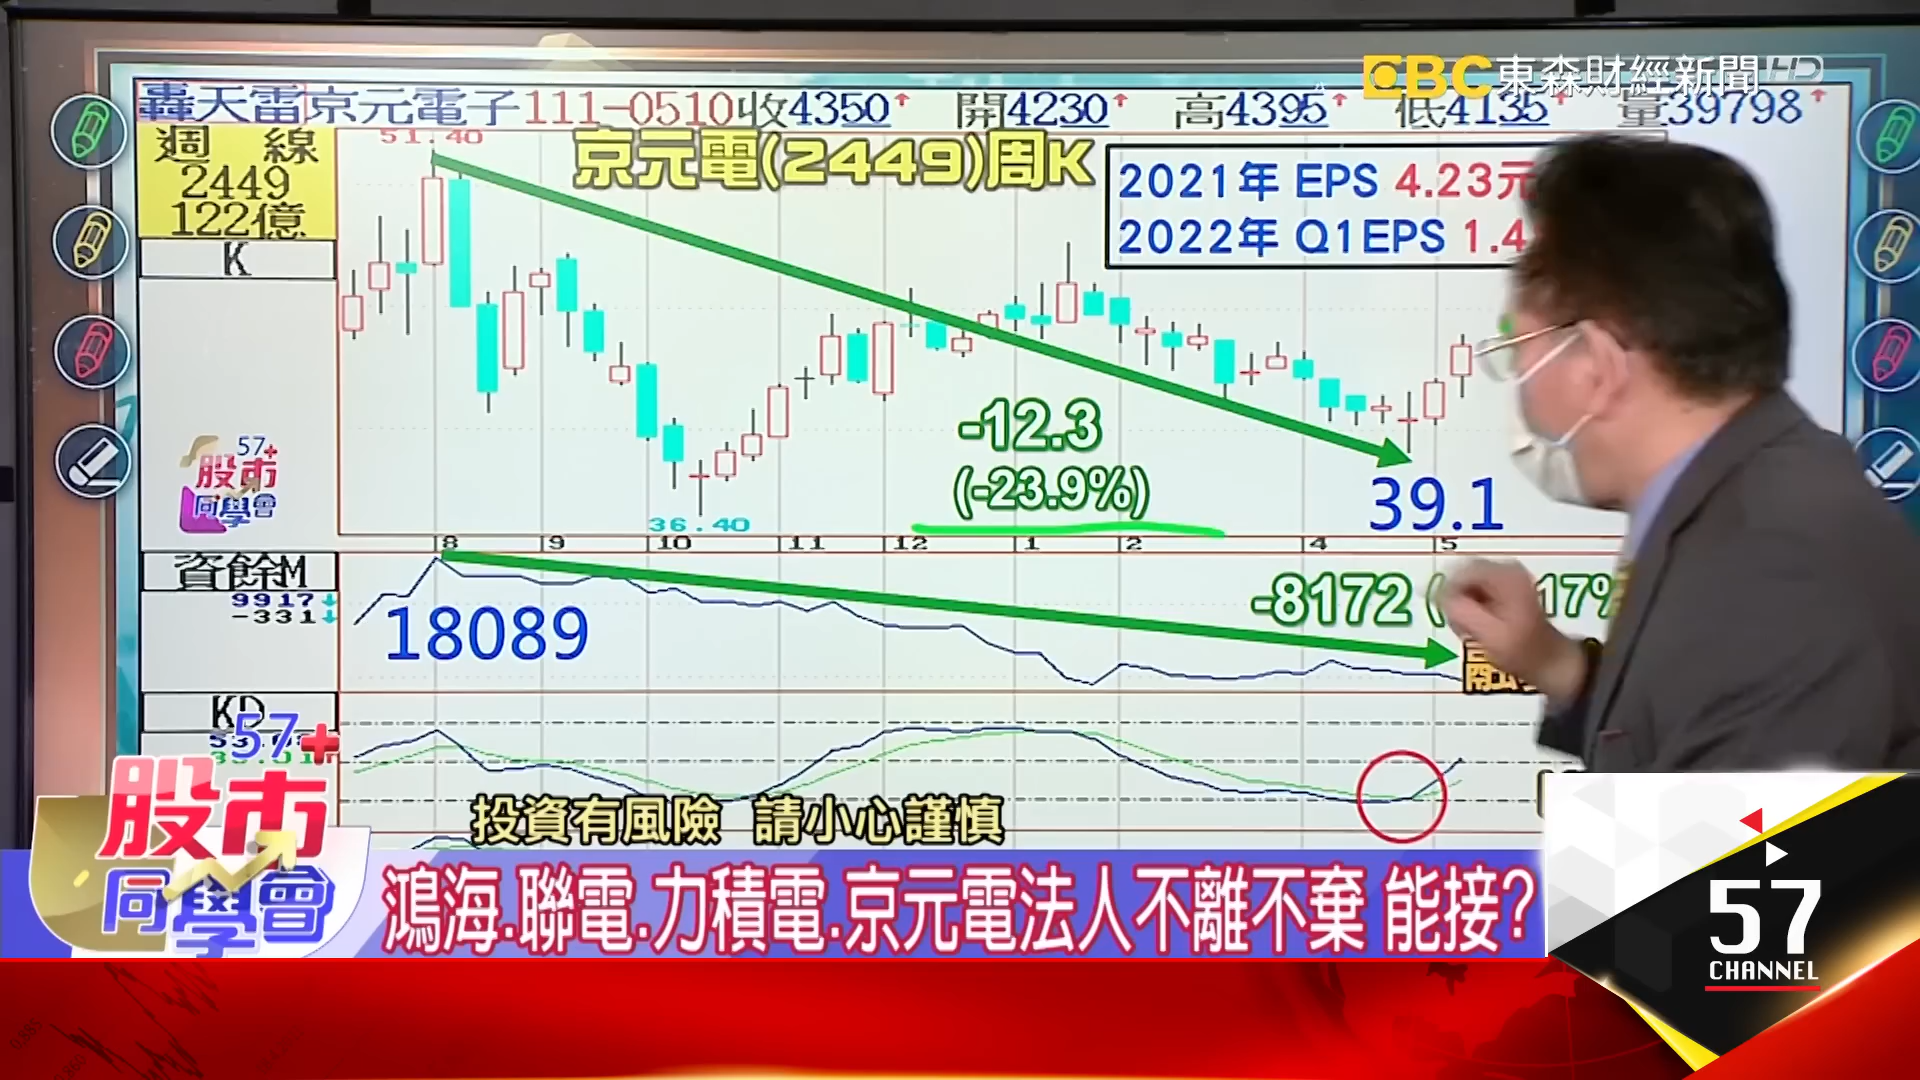 EBC 東森財經新聞 HD
轟天雷京元電子111-0510收4350↑ 開4230↑ 高4395↑ 低4135↑ 量39798↑
週 線
2449
122億
K
51.40
京元電(2449)周K
2021年 EPS 4.23元
2022年 Q1EPS 1.4
57+
股市
同學會
-12.3
(-23.9%)
39.1
36.40
8 9 10 11 12 1 2 4 5
資餘M
9917↓
-331↓
18089
-8172 ( 17%
KD
57+
股市
同學會
投資有風險 請小心謹慎
鴻海.聯電.力積電.京元電法人不離不棄 能接?
57
CHANNEL